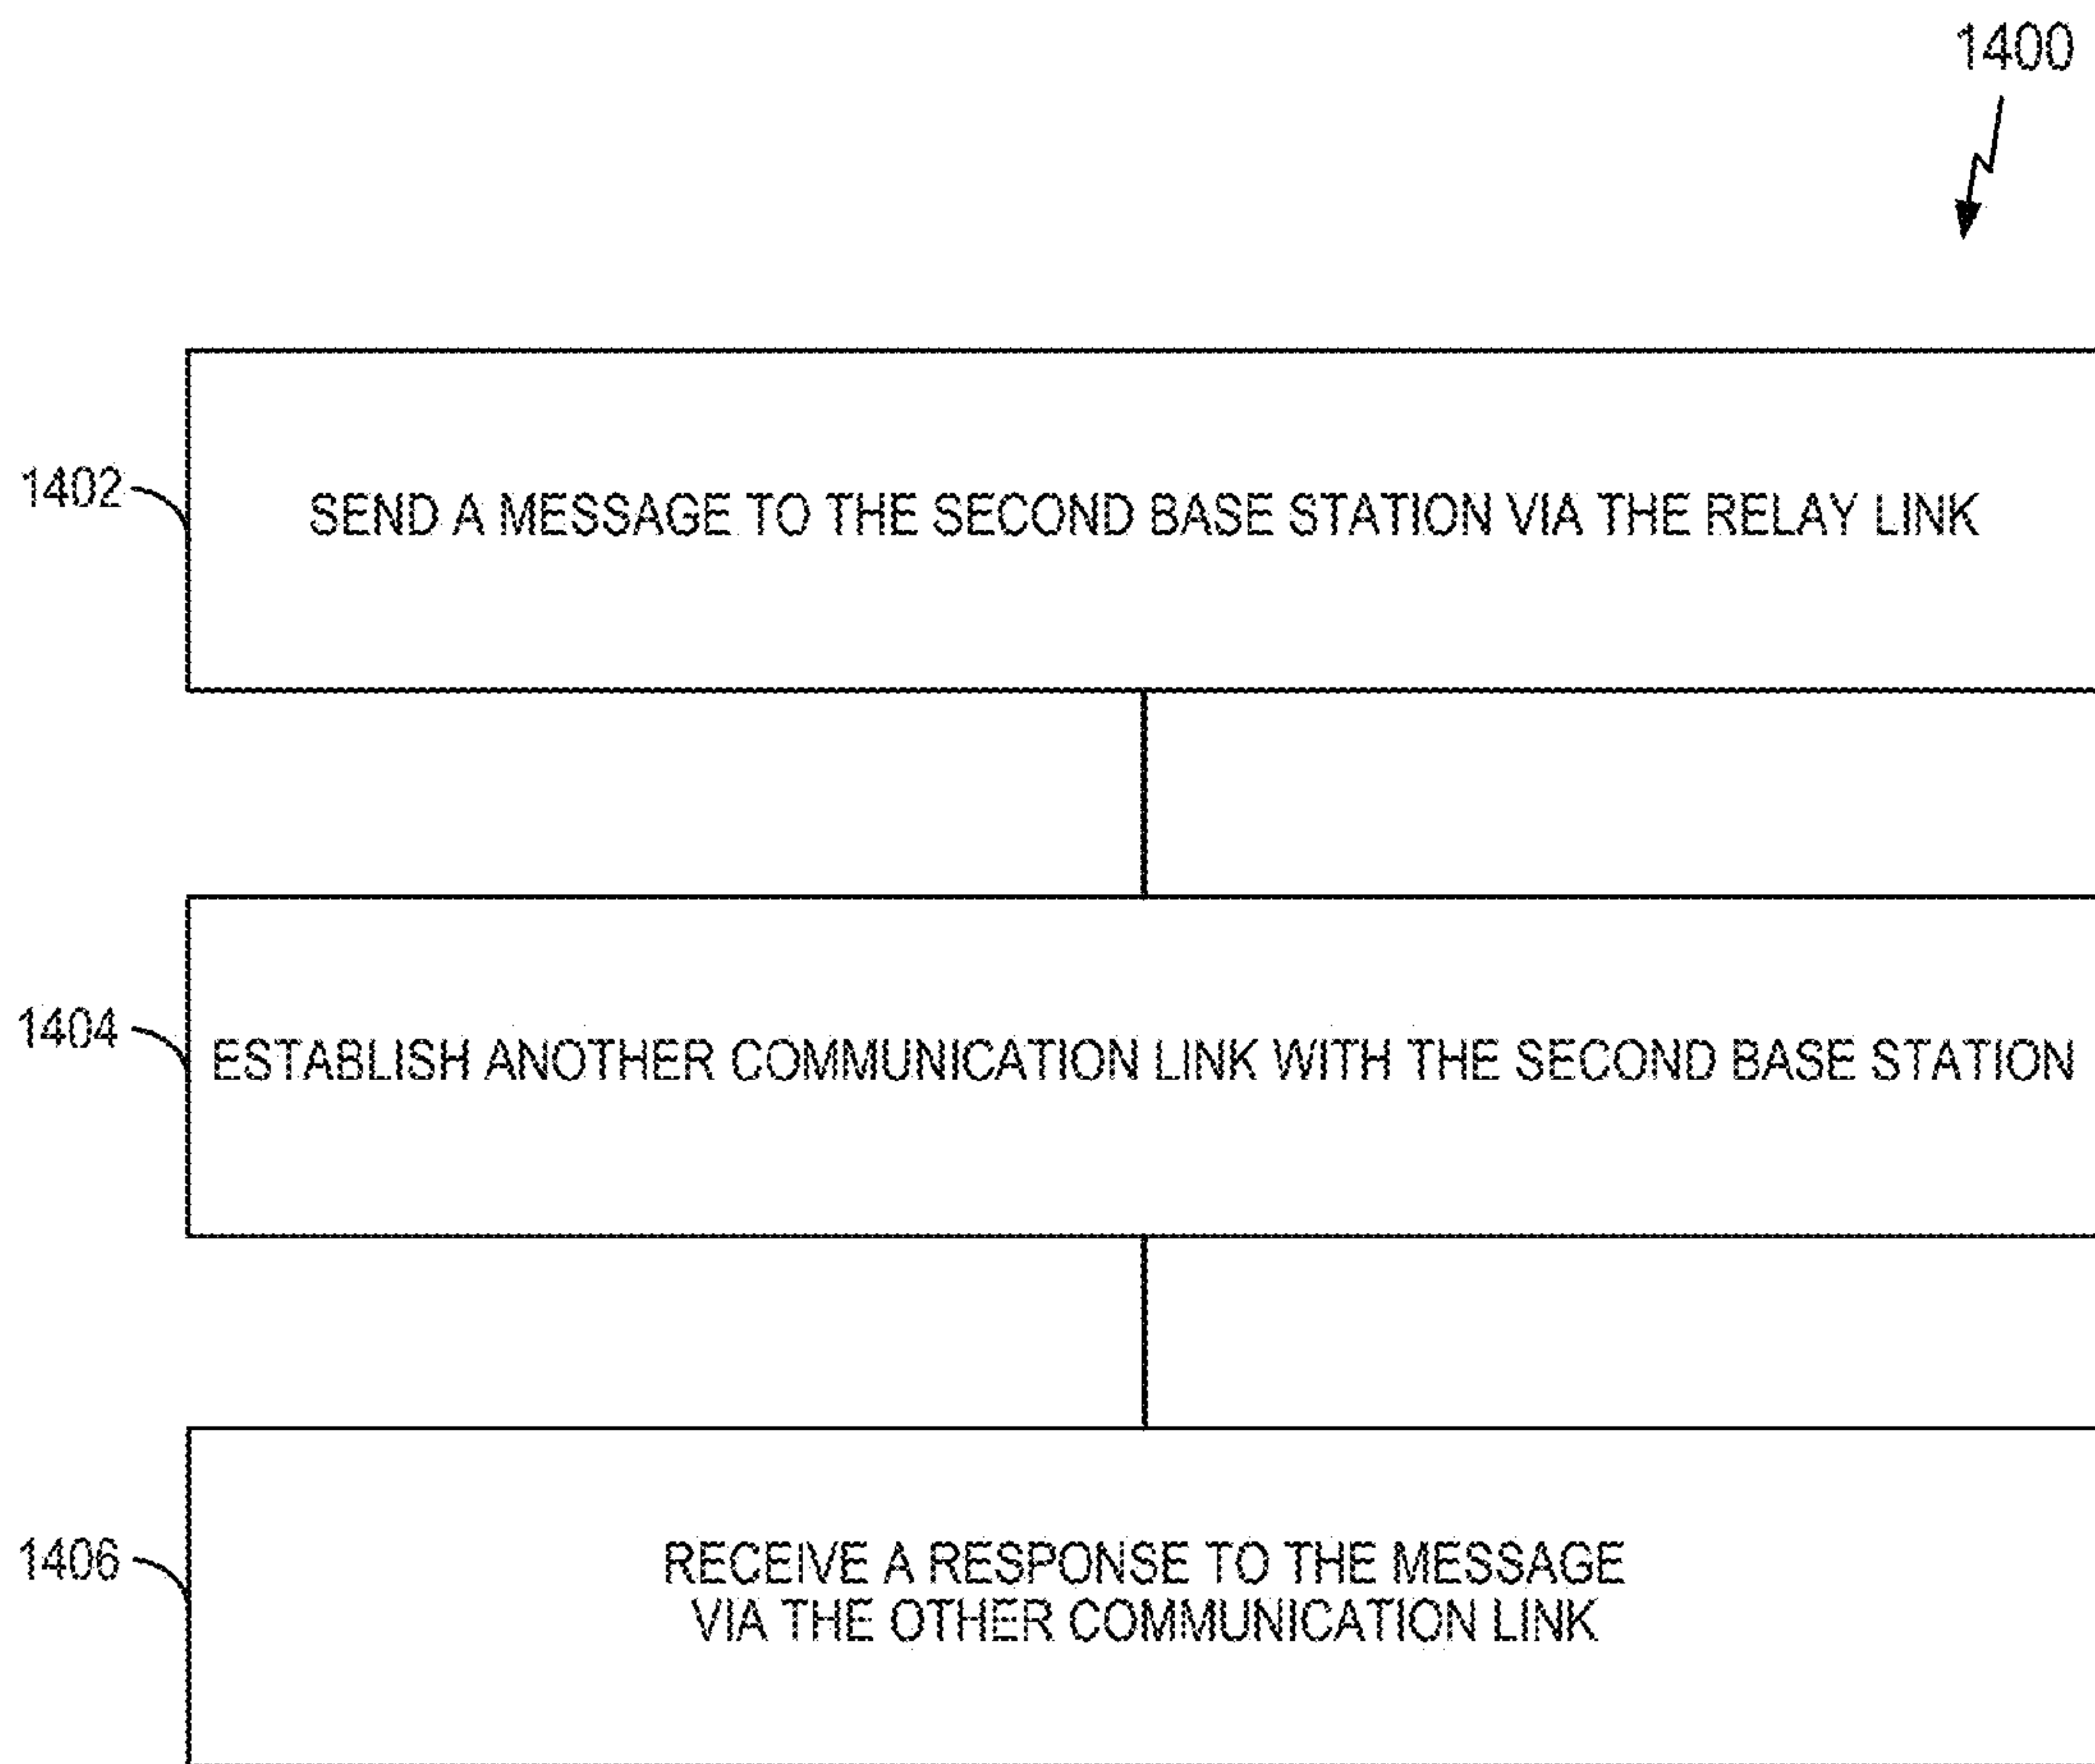 1400
1402
SEND A MESSAGE TO THE SECOND BASE STATION VIA THE RELAY LINK
1404
ESTABLISH ANOTHER COMMUNICATION LINK WITH THE SECOND BASE STATION
1406
RECEIVE A RESPONSE TO THE MESSAGE
VIA THE OTHER COMMUNICATION LINK